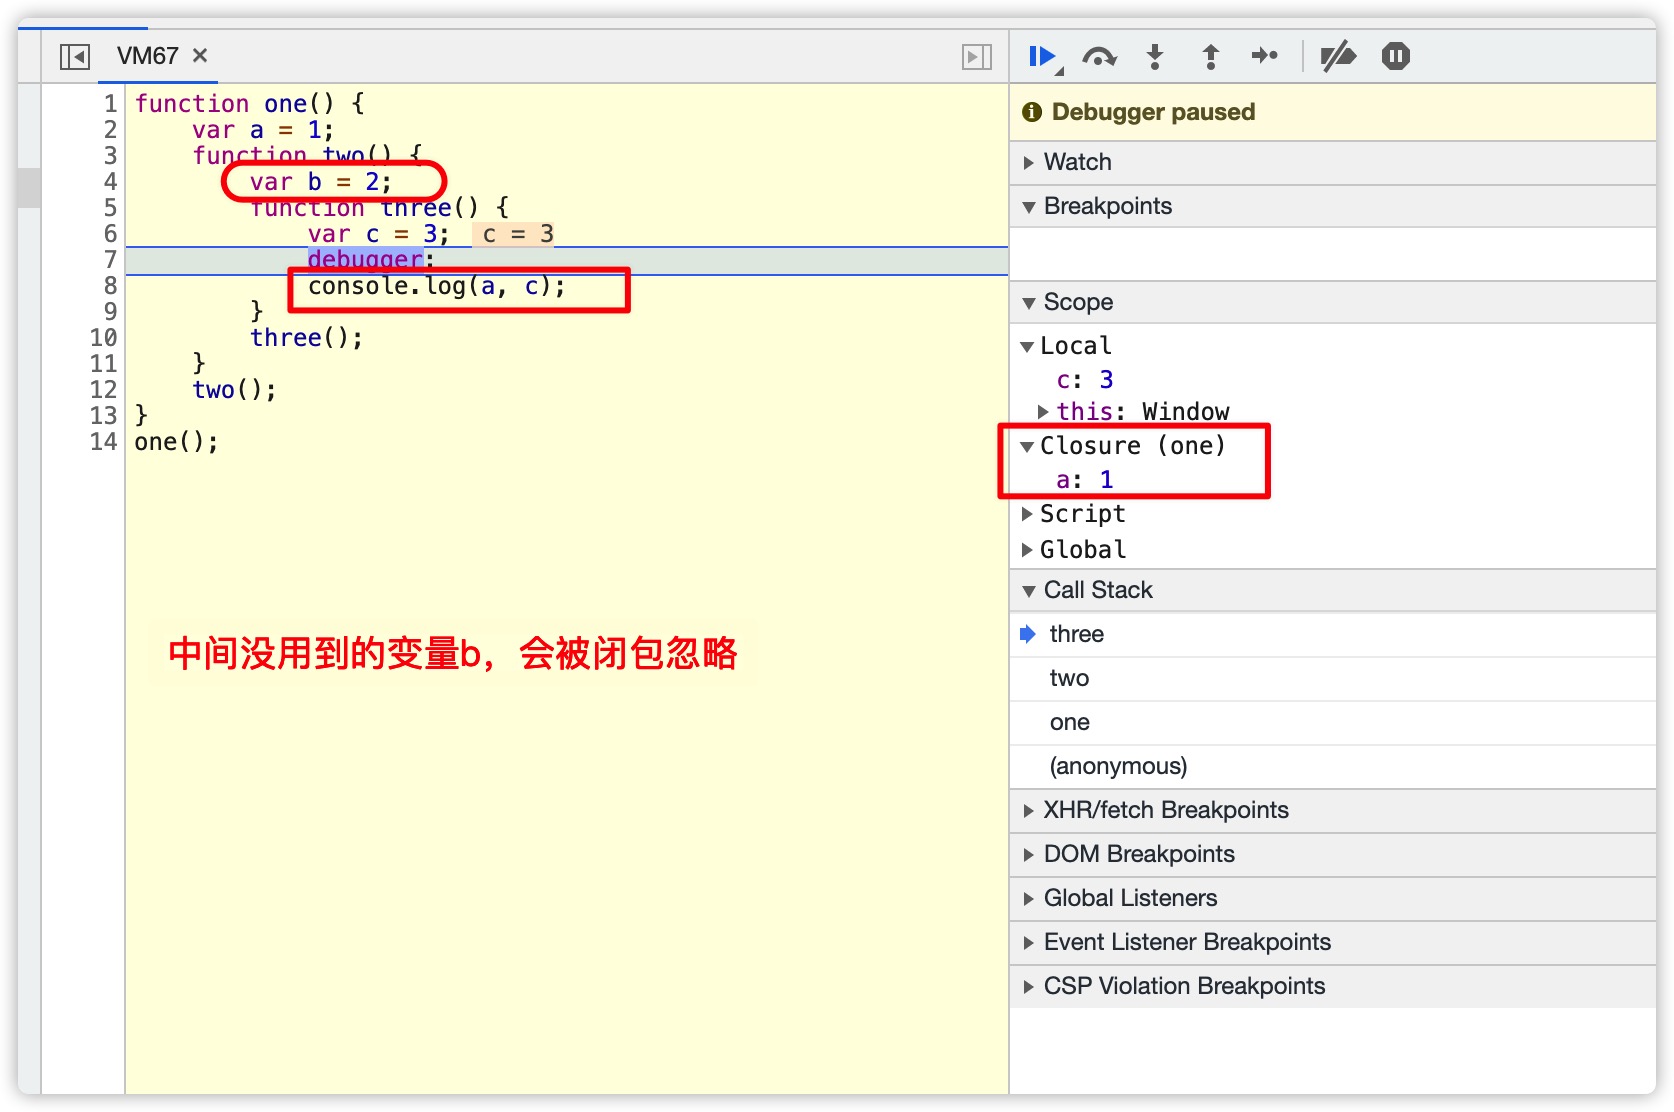 VM67 ×
1 function one() {
2     var a = 1;
3     function two() {
4         var b = 2;
5         function three() {
6             var c = 3;  c = 3
7             debugger;
8             console.log(a, c);
9         }
10         three();
11     }
12     two();
13 }
14 one();
中间没用到的变量b，会被闭包忽略
Debugger paused
Watch
Breakpoints
Scope
Local
c: 3
this: Window
Closure (one)
a: 1
Script
Global
Call Stack
three
two
one
(anonymous)
XHR/fetch Breakpoints
DOM Breakpoints
Global Listeners
Event Listener Breakpoints
CSP Violation Breakpoints